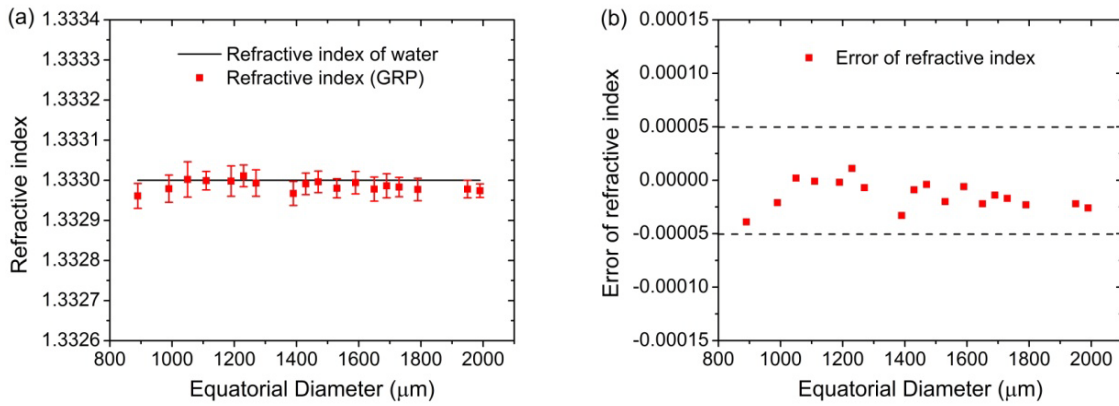 (a)
Refractive index of water
Refractive index (GRP)
1.3334
1.3333
1.3332
1.3331
1.3330
1.3329
1.3328
1.3327
1.3326
Refractive index
800 1000 1200 1400 1600 1800 2000
Equatorial Diameter (μm)
(b)
Error of refractive index
0.00015
0.00010
0.00005
0.00000
-0.00005
-0.00010
-0.00015
Error of refractive index
800 1000 1200 1400 1600 1800 2000
Equatorial Diameter (μm)